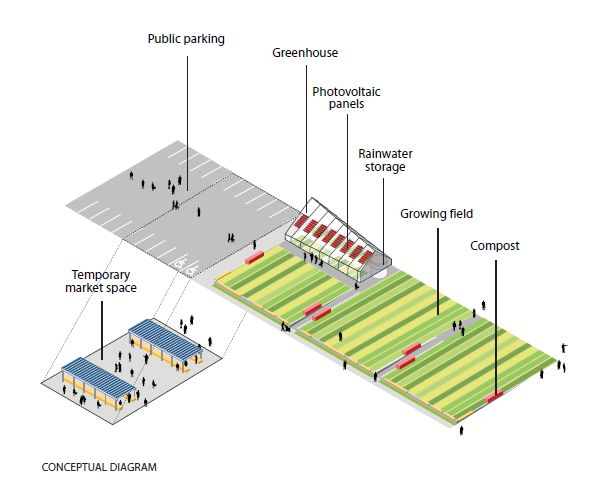 Public parking
Greenhouse
Photovoltaic
panels
Rainwater
storage
Growing field
Compost
Temporary
market space
CONCEPTUAL DIAGRAM